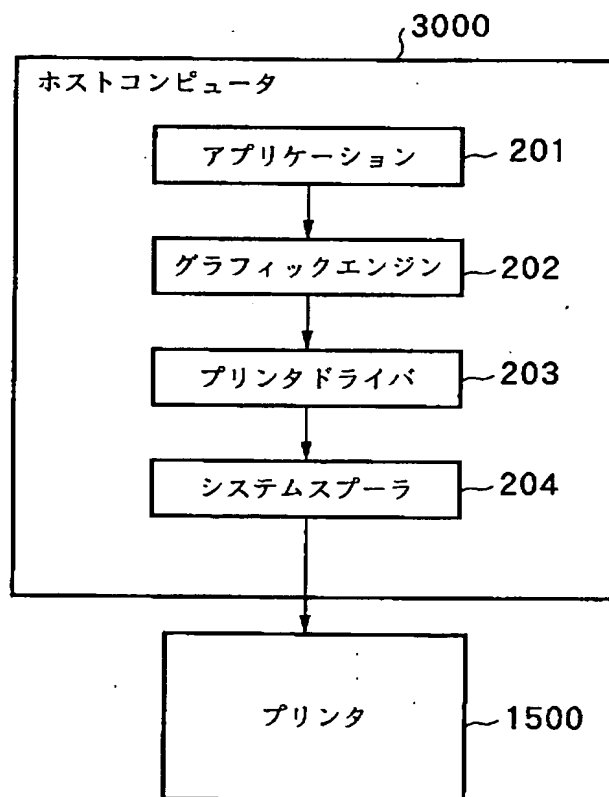 3000
ホストコンピュータ
アプリケーション 201
グラフィックエンジン 202
プリンタドライバ 203
システムスプーラ 204
プリンタ 1500